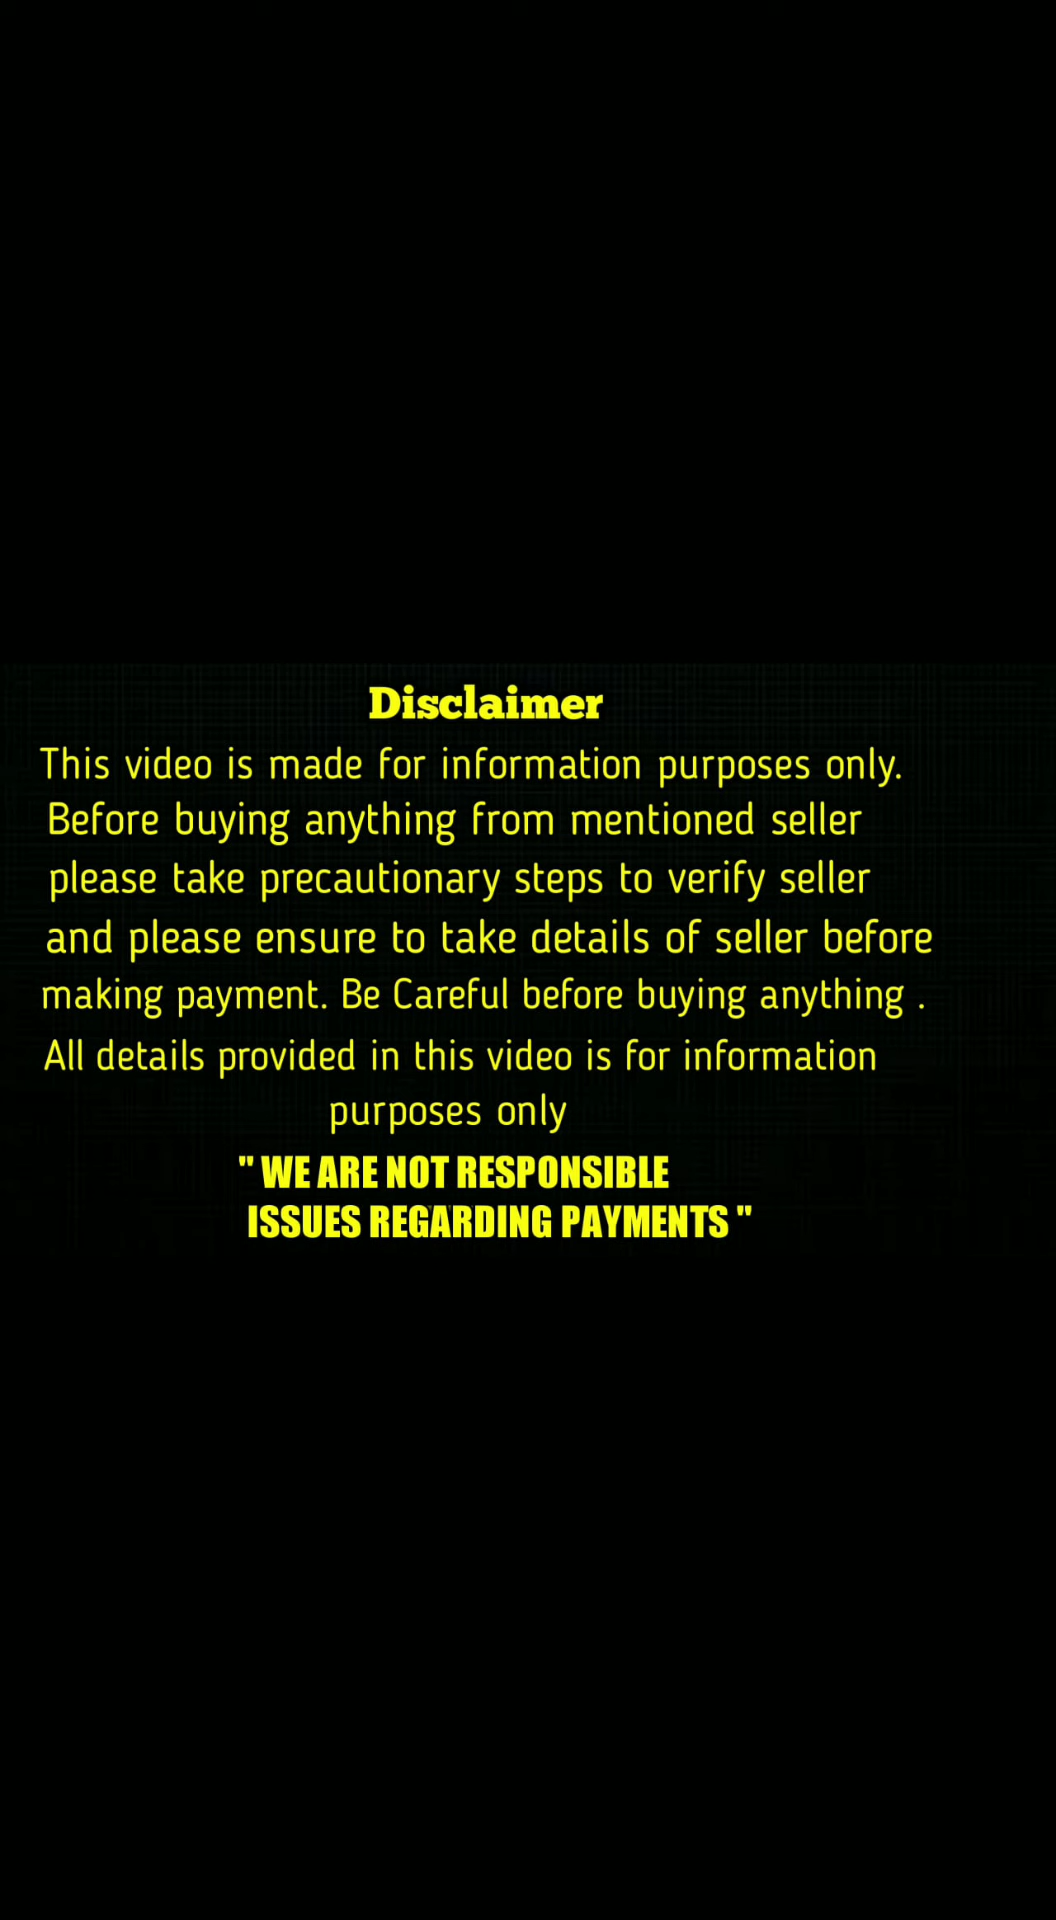 Disclaimer
This video is made for information purposes only.
Before buying anything from mentioned seller
please take precautionary steps to verify seller
and please ensure to take details of seller before
making payment. Be Careful before buying anything .
All details provided in this video is for information
purposes only
" WE ARE NOT RESPONSIBLE
ISSUES REGARDING PAYMENTS "